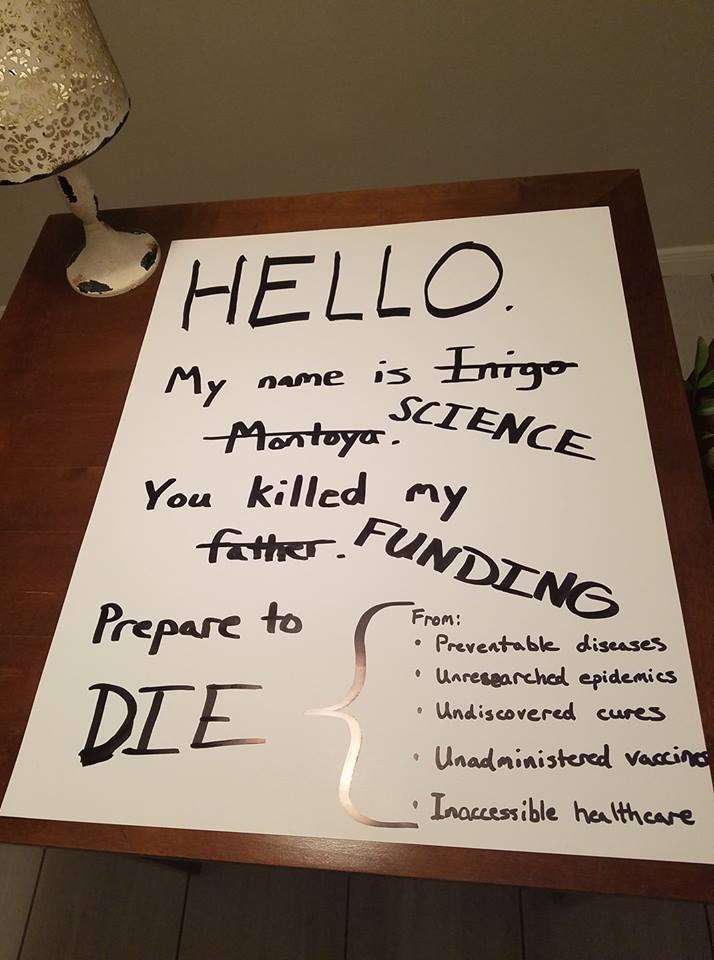 HELLO.
My name is Inigo
Montoya. SCIENCE
You killed my
father. FUNDING
Prepare to
DIE
From:
• Preventable diseases
• Unresearched epidemics
• Undiscovered cures
• Unadministered vaccines
• Inaccessible healthcare